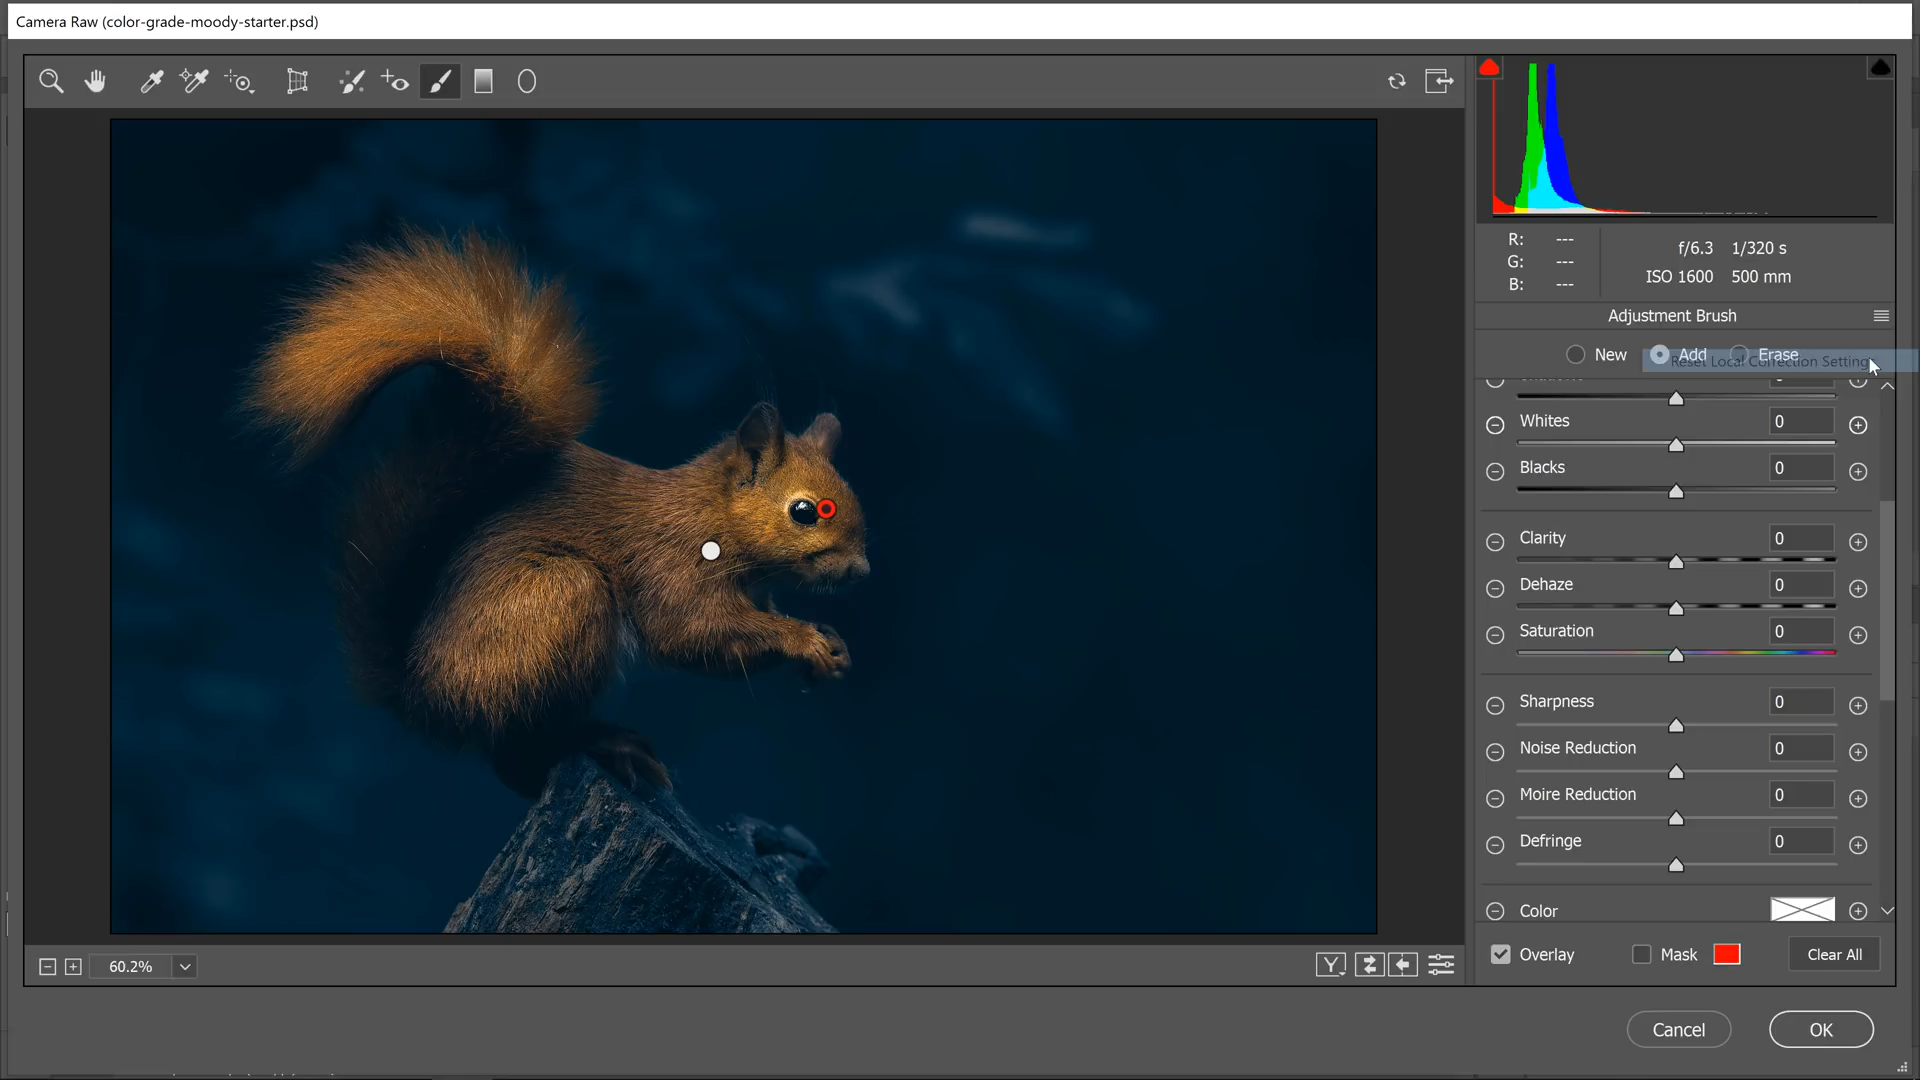 Camera Raw (color-grade-moody-starter.psd)
R: ---
G: ---
B: ---
f/6.3 1/320 s
ISO 1600 500 mm
Adjustment Brush
New Add Erase
Reset Local Correction Settings
Whites 0
Blacks 0
Clarity 0
Dehaze 0
Saturation 0
Sharpness 0
Noise Reduction 0
Moire Reduction 0
Defringe 0
Color
Overlay Mask Clear All
60.2%
Cancel OK